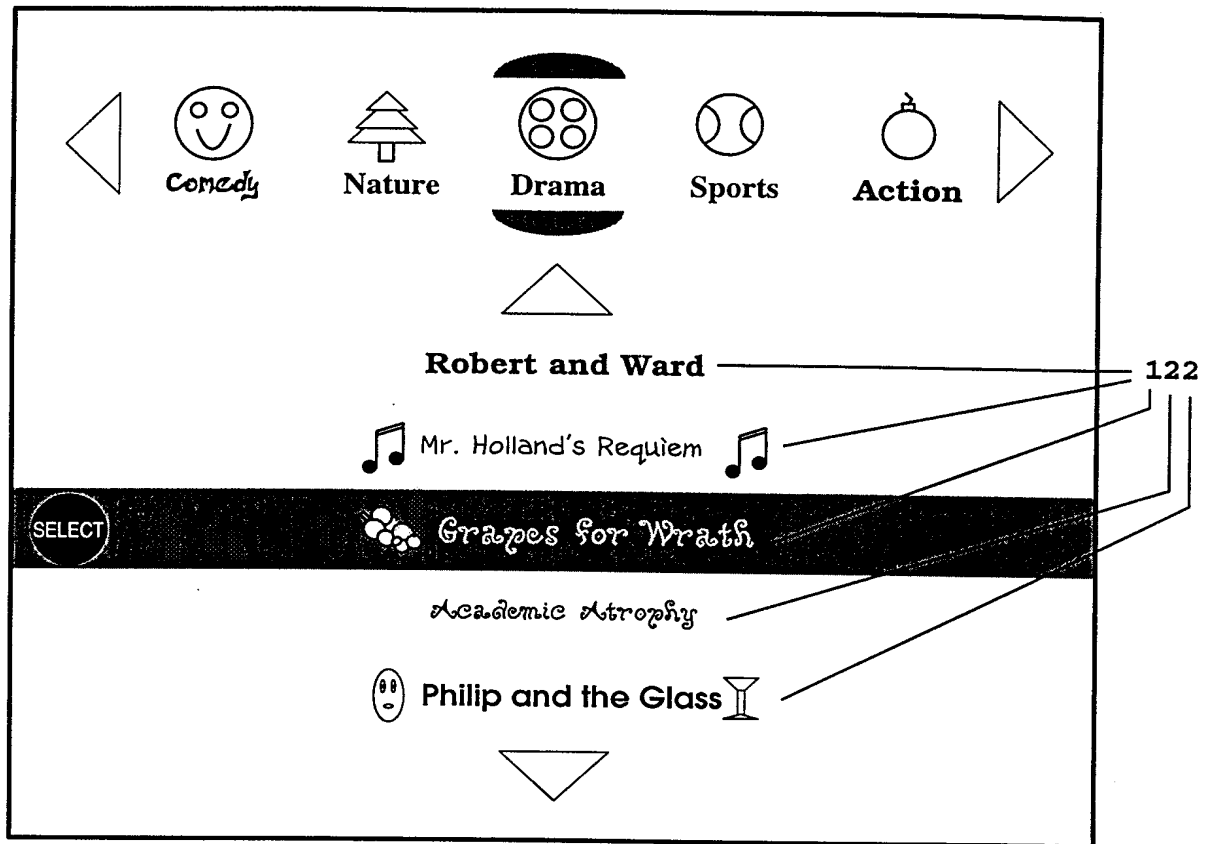 Comedy Nature Drama Sports Action
Robert and Ward
122
Mr. Holland's Requiem
SELECT Grapes for Wrath
Academic Atrophy
Philip and the Glass